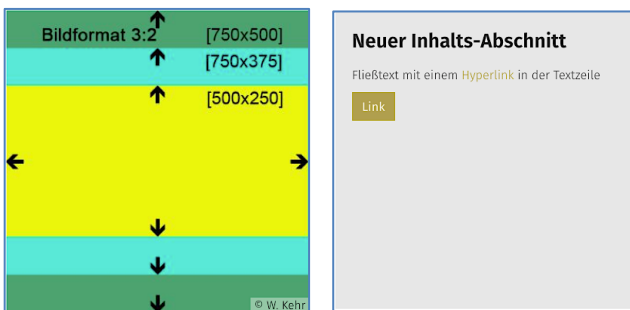 Bildformat 3:2 [750x500]
[750x375]
[500x250]
© W. Kehr
Neuer Inhalts-Abschnitt
Fließtext mit einem Hyperlink in der Textzeile
Link